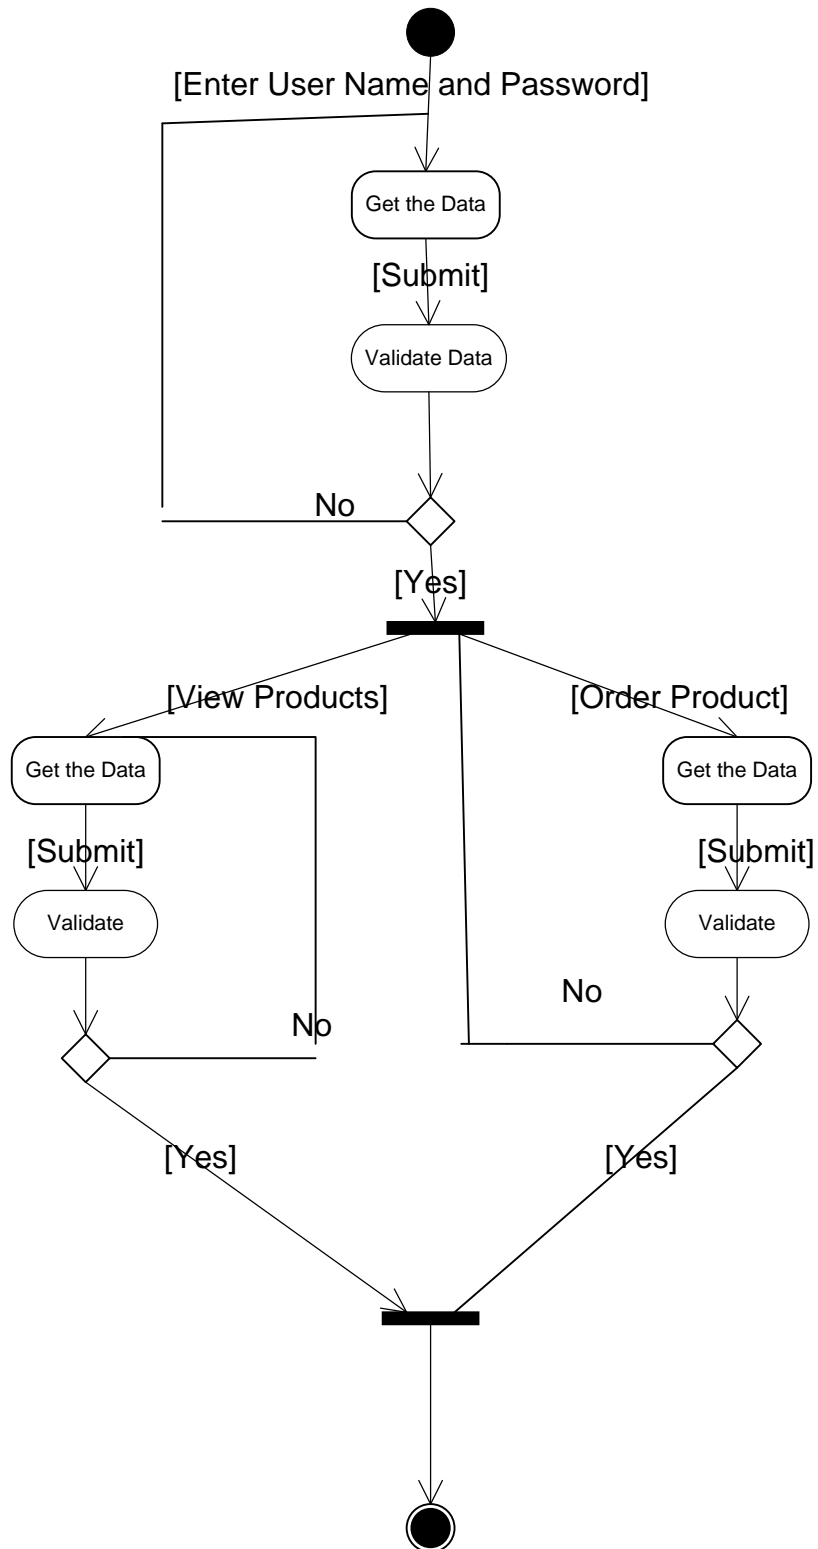 [Enter User Name and Password]
Get the Data
[Submit]
Validate Data
No
[Yes]
[View Products]
[Order Product]
Get the Data
Get the Data
[Submit]
[Submit]
Validate
Validate
No
No
[Yes]
[Yes]